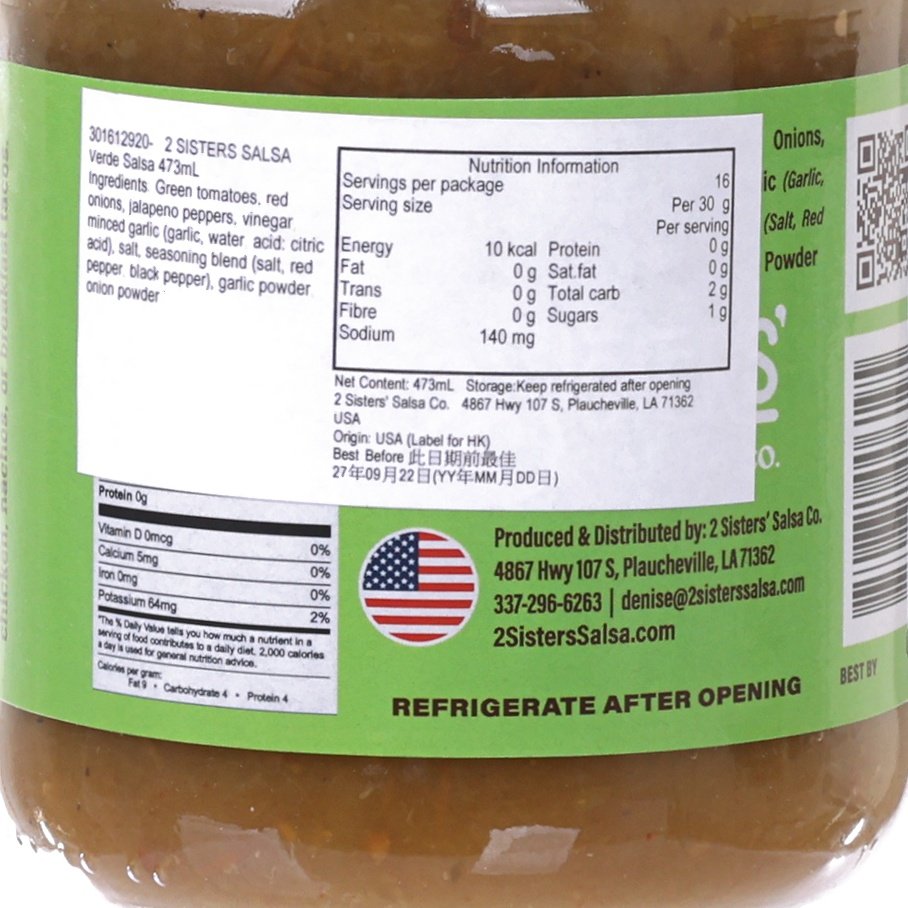 301612920- 2 SISTERS SALSA
Verde Salsa 473mL
Ingredients: Green tomatoes, red
onions, jalapeno peppers, vinegar,
minced garlic (garlic, water, acid: citric
acid), salt, seasoning blend (salt, red
pepper, black pepper), garlic powder,
onion powder
Nutrition Information
Servings per package 16
Serving size Per 30 g
Per serving
Energy 10 kcal Protein 0 g
Fat 0 g Sat.fat 0 g
Trans 0 g Total carb 2 g
Fibre 0 g Sugars 1 g
Sodium 140 mg
Net Content: 473mL Storage:Keep refrigerated after opening
2 Sisters' Salsa Co. 4867 Hwy 107 S, Plaucheville, LA 71362
USA
Origin: USA (Label for HK)
Best Before 此日期前最佳
27年09月22日(YY年MM月DD日)
Onions,
ic (Garlic,
(Salt, Red
Powder
co.
Protein 0g
Vitamin D 0mcg 0%
Calcium 5mg 0%
Iron 0mg 0%
Potassium 64mg 2%
*The % Daily Value tells you how much a nutrient in a
serving of food contributes to a daily diet. 2,000 calories
a day is used for general nutrition advice.
Calories per gram:
Fat 9 • Carbohydrate 4 • Protein 4
Produced & Distributed by: 2 Sisters' Salsa Co.
4867 Hwy 107 S, Plaucheville, LA 71362
337-296-6263 | denise@2sisterssalsa.com
2SistersSalsa.com
REFRIGERATE AFTER OPENING
BEST BY